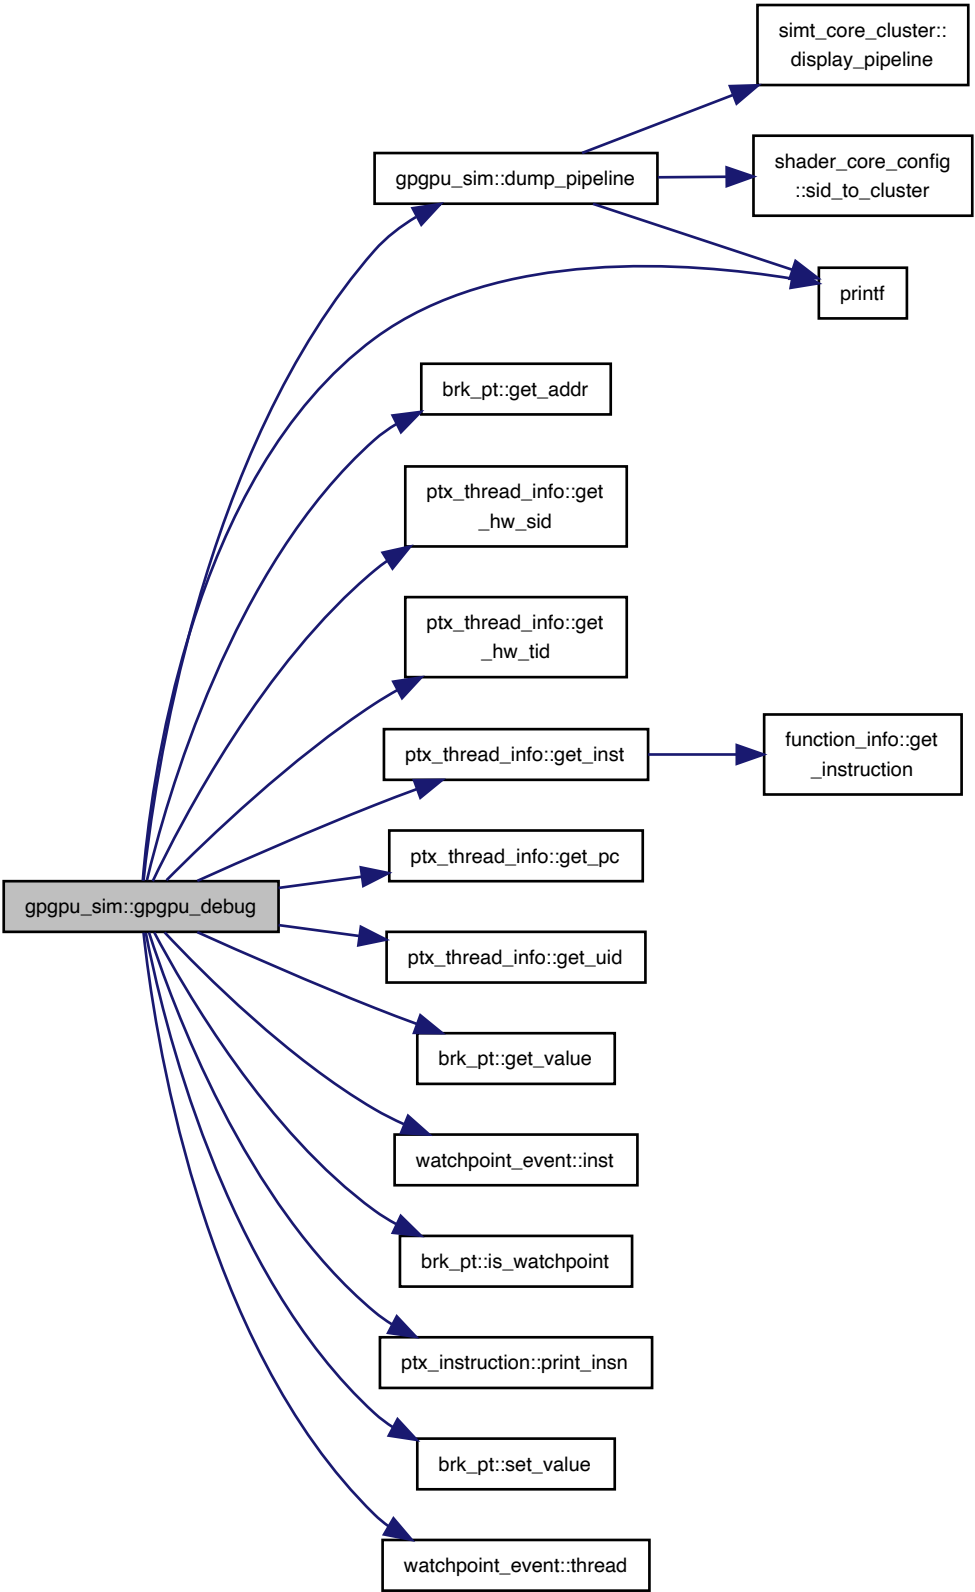 simt_core_cluster::
display_pipeline
gpgpu_sim::dump_pipeline
shader_core_config
::sid_to_cluster
printf
brk_pt::get_addr
ptx_thread_info::get
_hw_sid
ptx_thread_info::get
_hw_tid
ptx_thread_info::get_inst
function_info::get
_instruction
ptx_thread_info::get_pc
gpgpu_sim::gpgpu_debug
ptx_thread_info::get_uid
brk_pt::get_value
watchpoint_event::inst
brk_pt::is_watchpoint
ptx_instruction::print_insn
brk_pt::set_value
watchpoint_event::thread